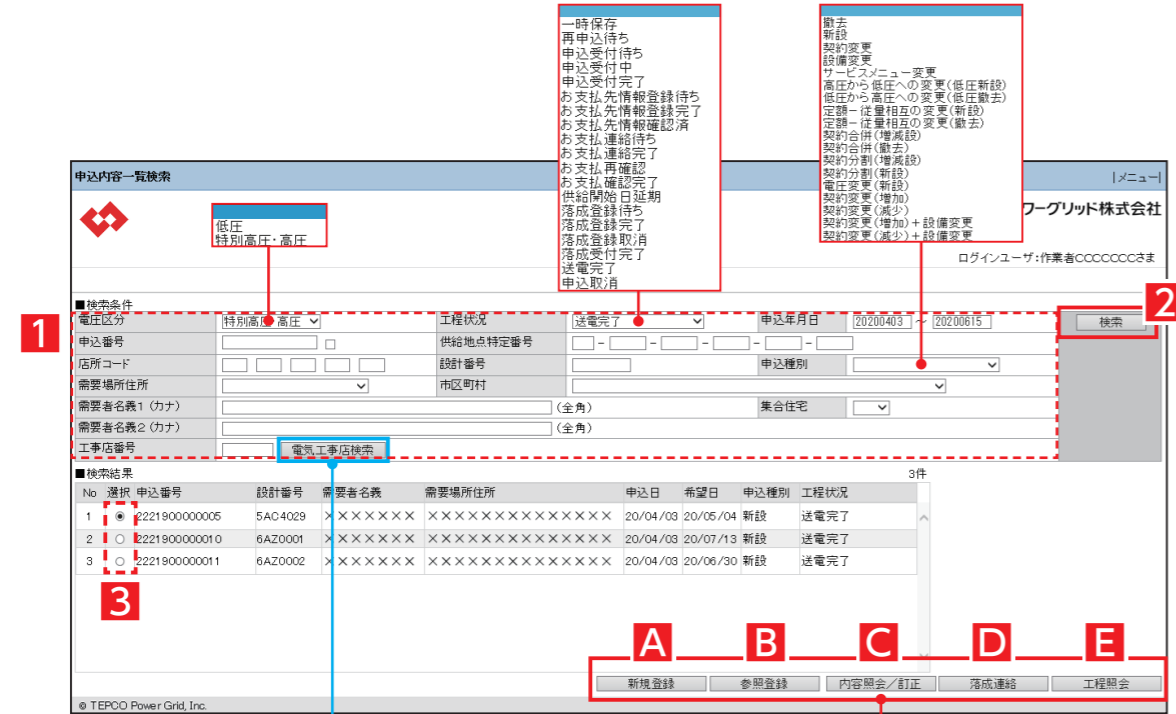 一時保存
再申込待ち
申込受付待ち
申込受付中
申込受付完了
お支払先情報登録待ち
お支払先情報登録完了
お支払先情報確認済
お支払連絡待ち
お支払連絡完了
お支払再確認
お支払確認完了
供給開始日延期
落成登録待ち
落成登録完了
落成登録取消
落成受付完了
送電完了
申込取消
撤去
新設
契約変更
設備変更
サービスメニュー変更
高圧から低圧への変更(低圧新設)
低圧から高圧への変更(低圧撤去)
定額－従量相互の変更(新設)
定額－従量相互の変更(撤去)
契約合併(増減設)
契約合併(撤去)
契約分割(増減設)
契約分割(新設)
電圧変更(新設)
契約変更(増加)
契約変更(減少)
契約変更(増加)+設備変更
契約変更(減少)+設備変更
申込内容一覧検索 |メニュー|
低圧
特別高圧・高圧
ワーグリッド株式会社
ログインユーザ:作業者CCCCCCCさま
■検索条件
1
2
電圧区分 特別高圧・高圧 工程状況 送電完了 申込年月日 20200403 ～ 20200615 検索
申込番号 供給地点特定番号 - - - - -
店所コード 設計番号 申込種別
需要場所住所 市区町村
需要者名義1(カナ) (全角) 集合住宅
需要者名義2(カナ) (全角)
工事店番号 電気工事店検索
■検索結果 3件
No 選択 申込番号 設計番号 需要者名義 需要場所住所 申込日 希望日 申込種別 工程状況
1 2221900000005 5AC4029 ××××××× ××××××××××××××  20/04/03 20/05/04 新設 送電完了
2 2221900000010 6AZ0001 ××××××× ×××××××××××××× 20/04/03 20/07/13 新設 送電完了
3 2221900000011 6AZ0002 ××××××× ×××××××××××××× 20/04/03 20/06/30 新設 送電完了
3
A B C D E
新規登録 参照登録 内容照会／訂正 落成連絡 工程照会
© TEPCO Power Grid, Inc.